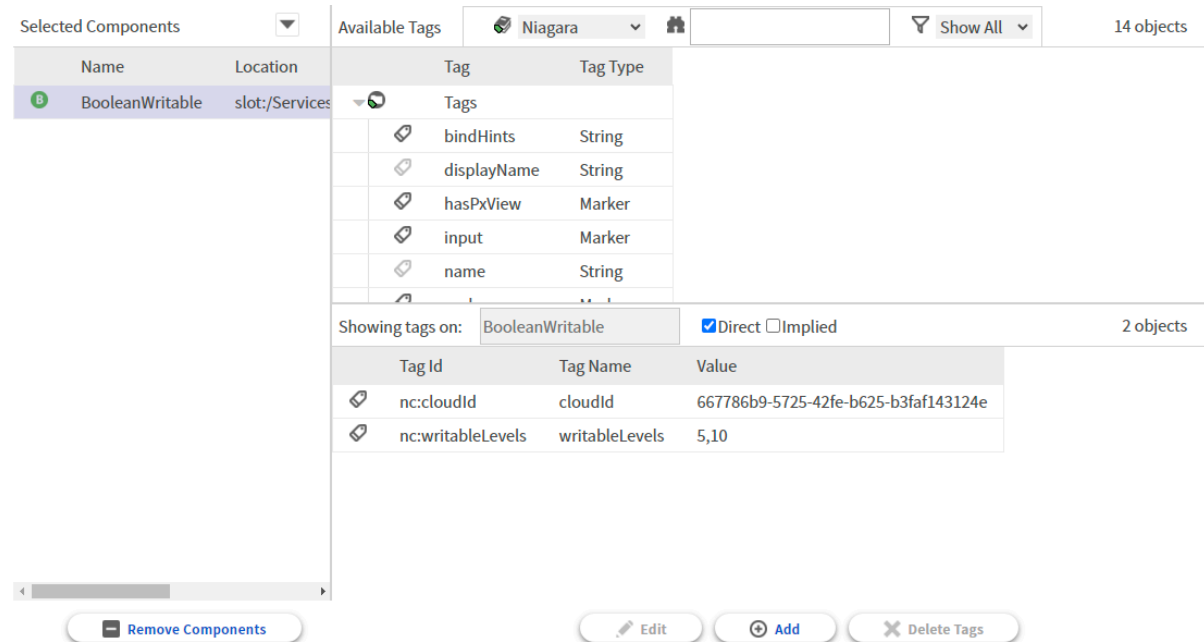 Selected Components
Name Location
BooleanWritable slot:/Services
Available Tags Niagara Show All 14 objects
Tag Tag Type
Tags
bindHints String
displayName String
hasPxView Marker
input Marker
name String
Showing tags on: BooleanWritable Direct Implied 2 objects
Tag Id Tag Name Value
nc:cloudId cloudId 667786b9-5725-42fe-b625-b3faf143124e
nc:writableLevels writableLevels 5,10
Remove Components Edit Add Delete Tags